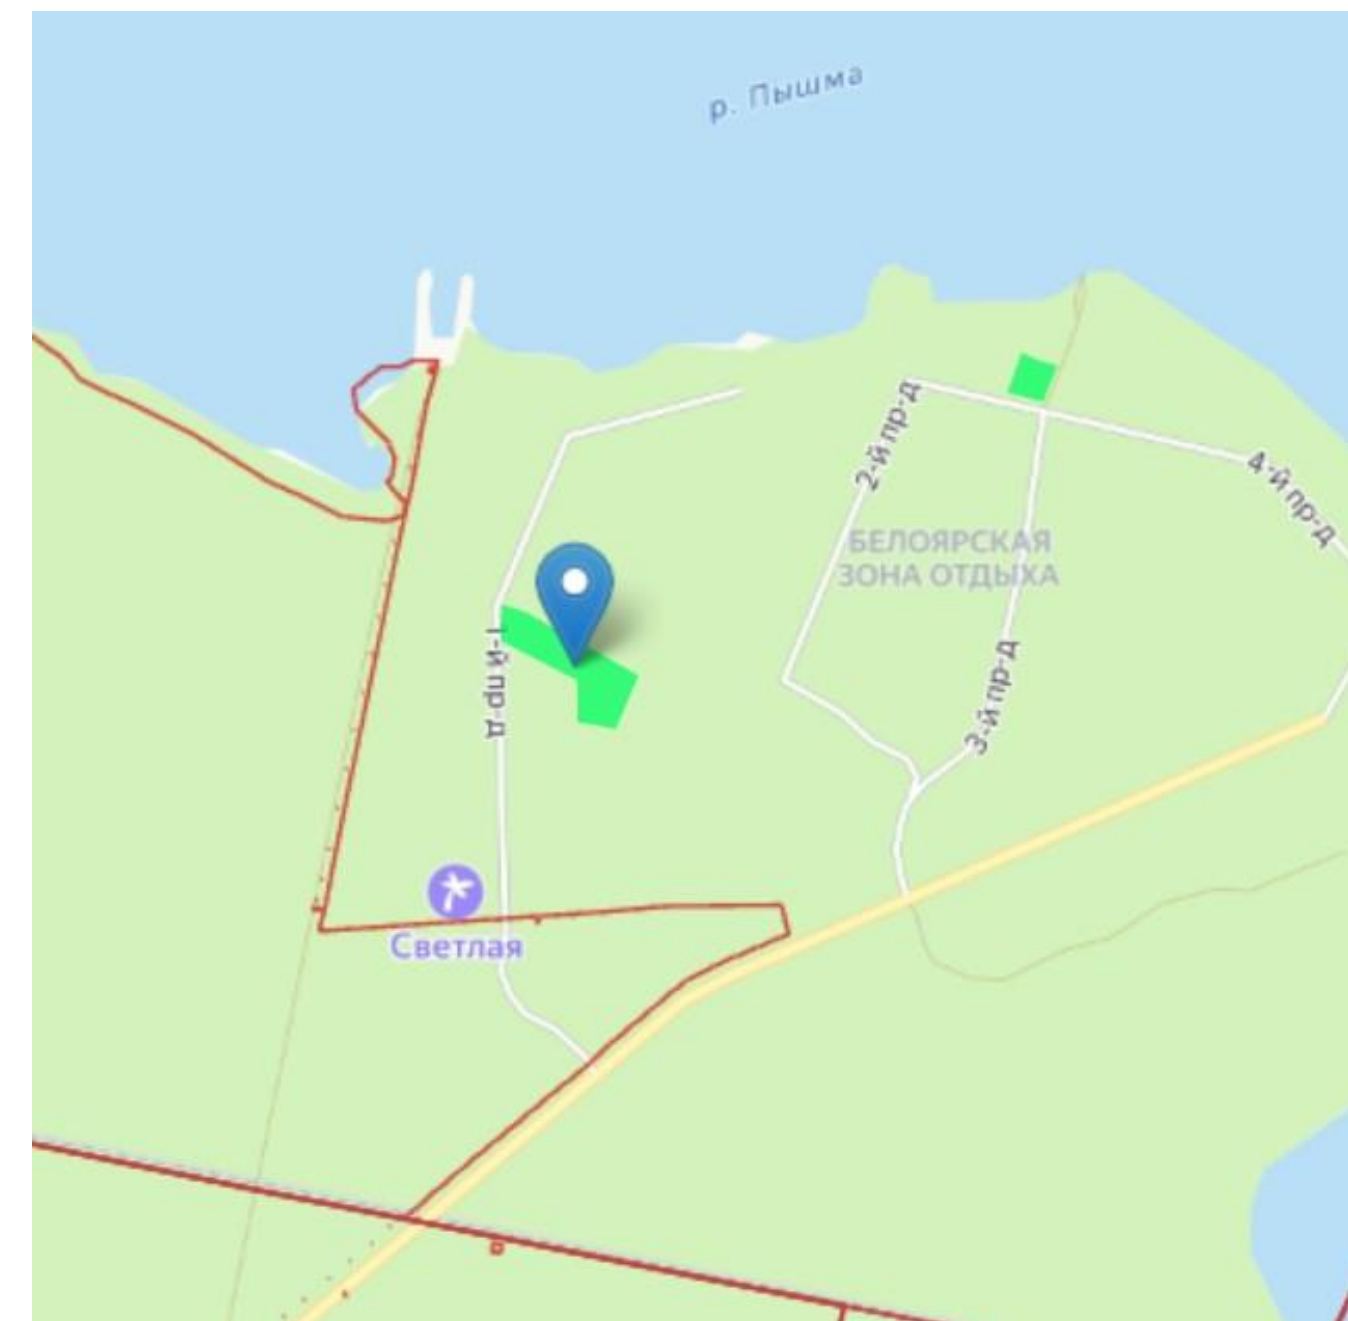 р. Пышма
2-й пр-д
4-й пр-д
БЕЛОЯРСКАЯ
ЗОНА ОТДЫХА
1-й пр-д
3-й пр-д
Светлая